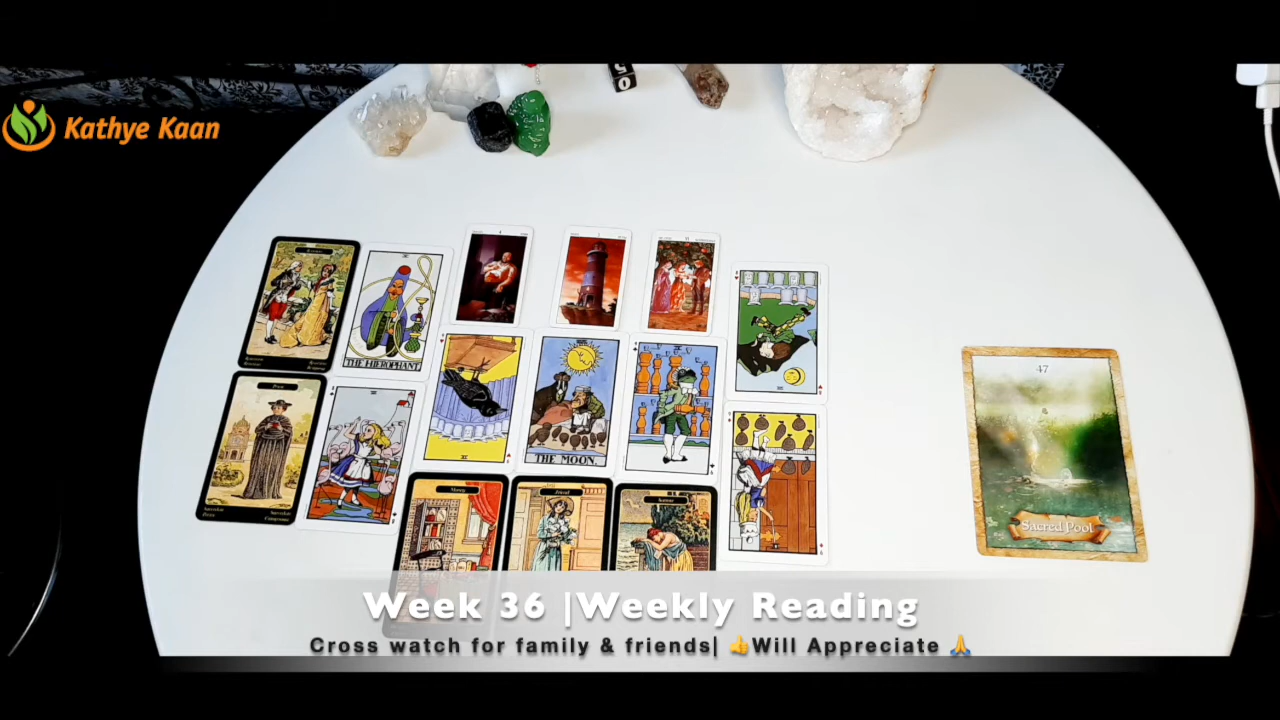 Kathye Kaan
THE HIEROPHANT.
THE MOON.
47
Sacred Pool
Week 36 |Weekly Reading
Cross watch for family & friends| 👍Will Appreciate 🙏